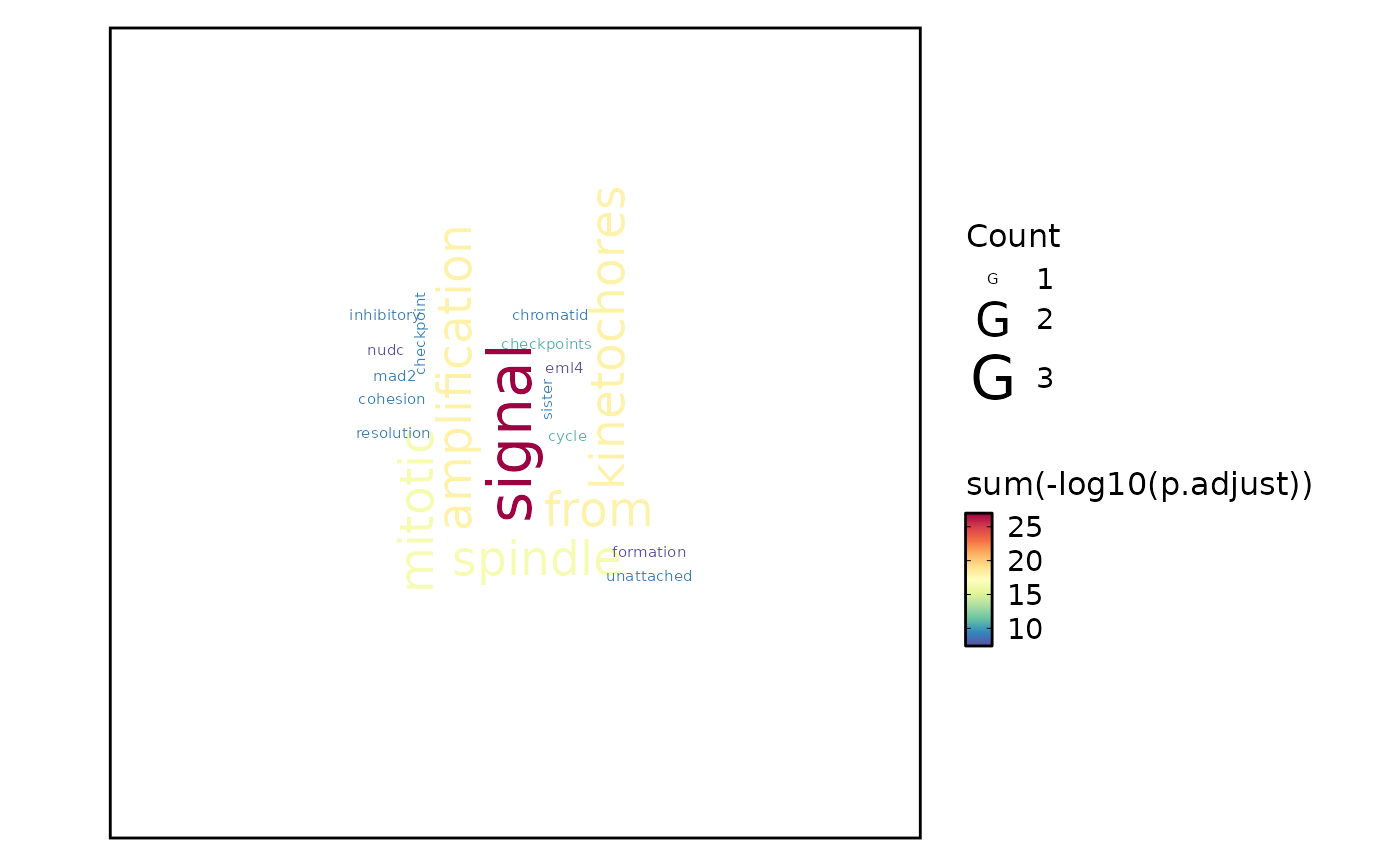 kinetochores
amplification
inhibitory
checkpoint
chromatid
nudc
checkpoints
mad2
eml4
cohesion
sister
signal
resolution
cycle
mitotic
from
spindle
formation
unattached
Count
G 1
G 2
G 3
sum(-log10(p.adjust))
25
20
15
10